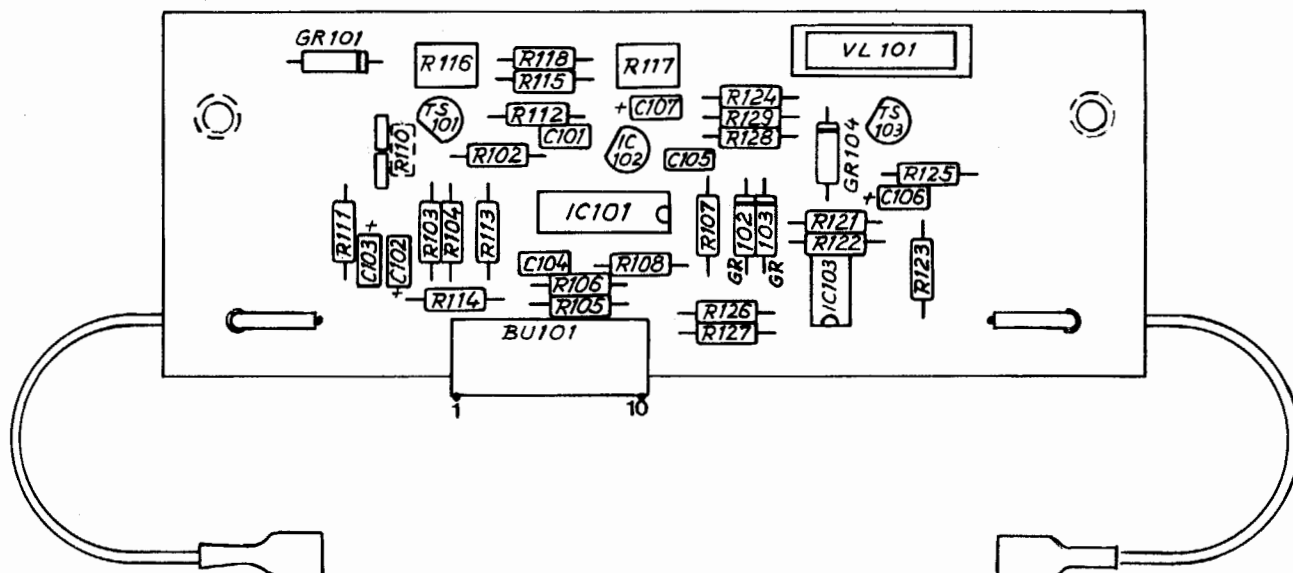 GR101
R116
R118
R115
R117
VL 101
TS 101
R112
C101
+ C107
R124
R129
R128
TS 103
R110
R102
IC 102
C105
GR104
R125
+ C106
R111
+ C103
C102 +
R103
R104
R113
IC101
R107
GR 102
GR 103
R121
R122
R123
C104
R108
R106
R105
R114
IC103
R126
R127
BU101
1
10